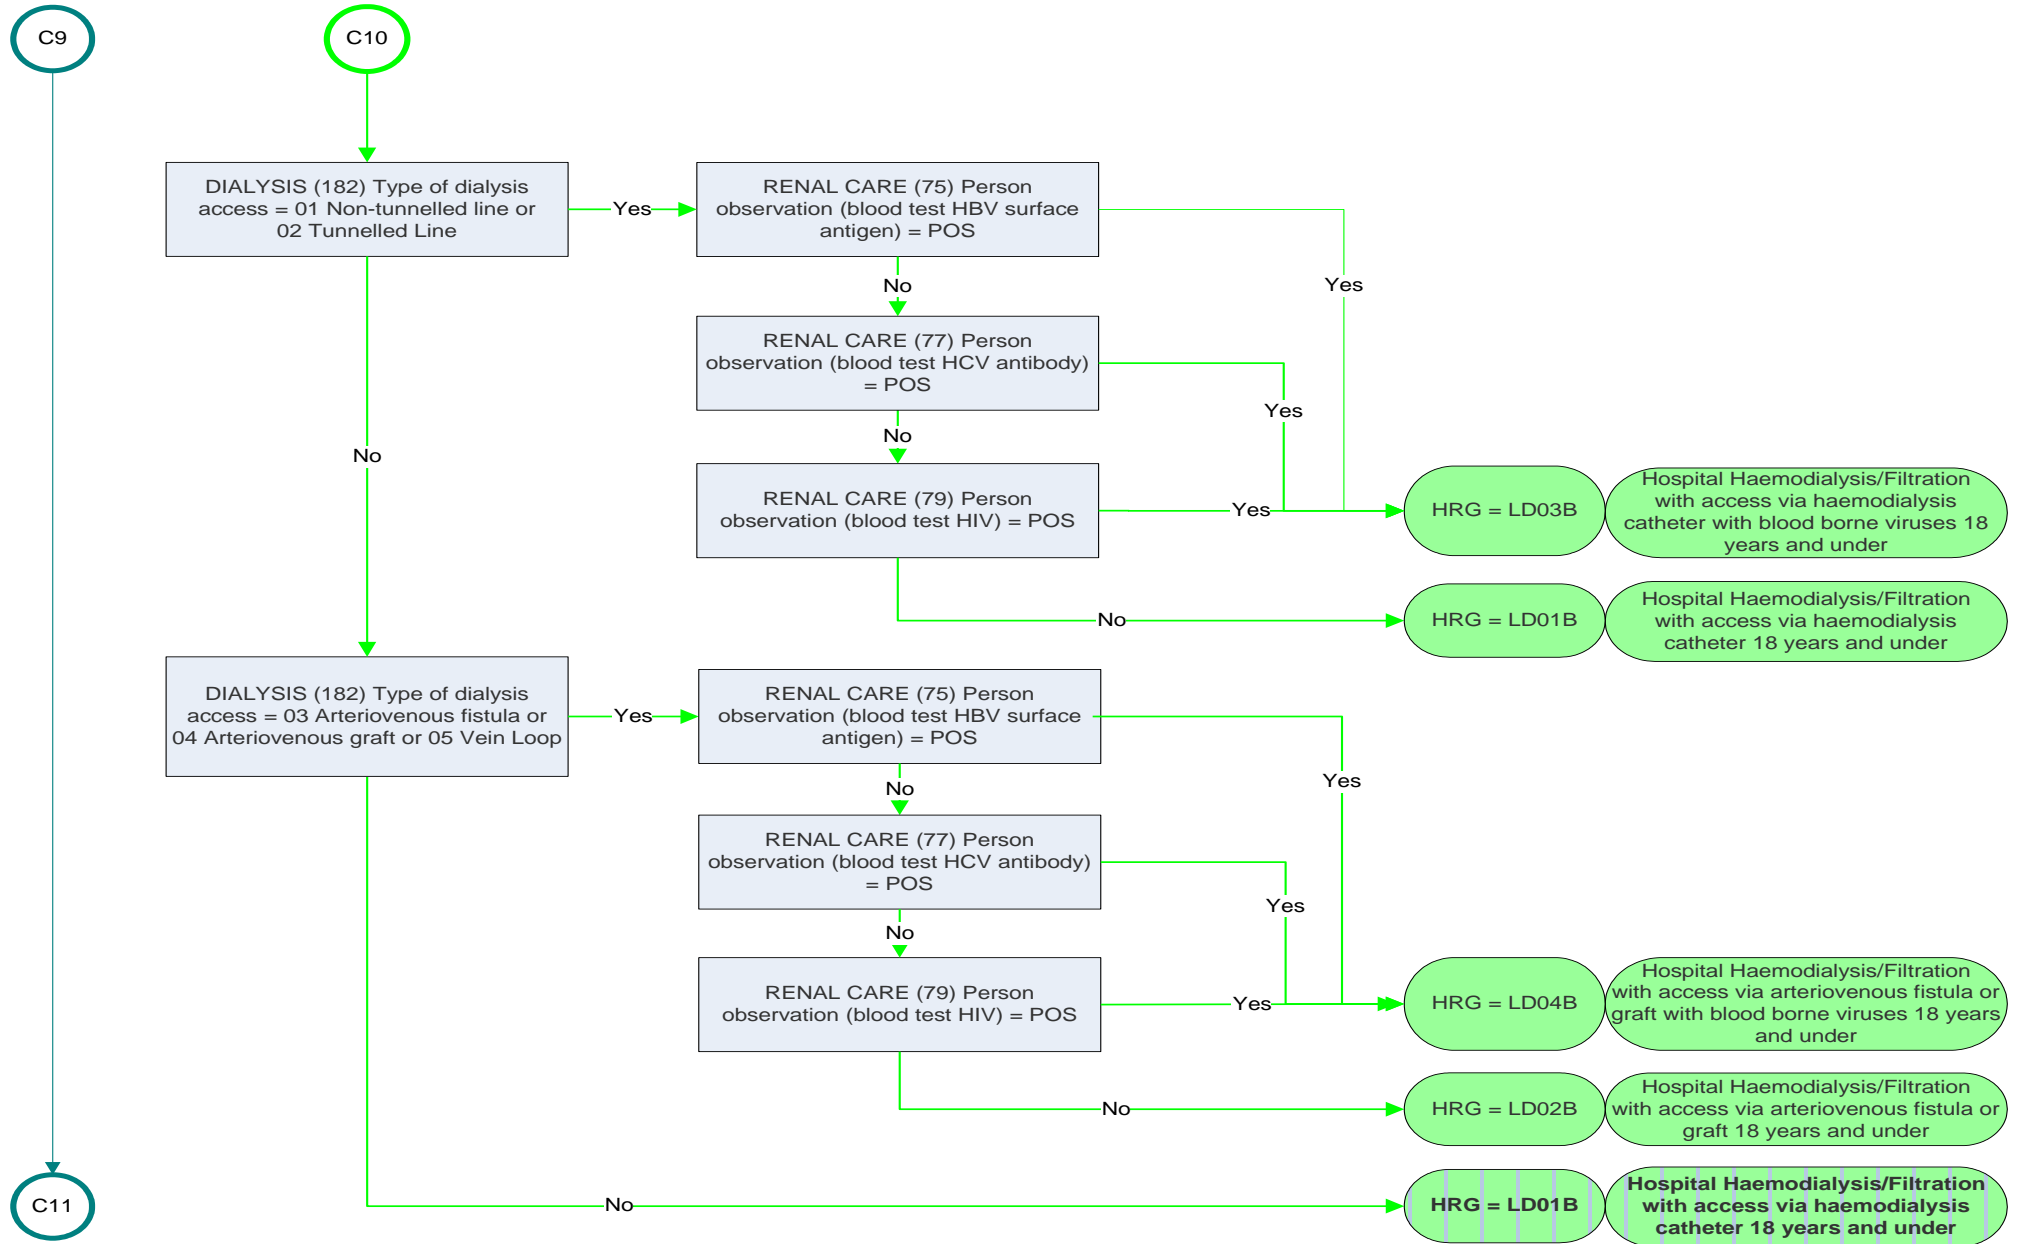 C9
C10
DIALYSIS (182) Type of dialysis
access = 01 Non-tunnelled line or
02 Tunnelled Line
Yes
RENAL CARE (75) Person
observation (blood test HBV surface
antigen) = POS
Yes
No
RENAL CARE (77) Person
observation (blood test HCV antibody)
= POS
Yes
No
No
RENAL CARE (79) Person
observation (blood test HIV) = POS
Yes
HRG = LD03B
Hospital Haemodialysis/Filtration
with access via haemodialysis
catheter with blood borne viruses 18
years and under
No
HRG = LD01B
Hospital Haemodialysis/Filtration
with access via haemodialysis
catheter 18 years and under
DIALYSIS (182) Type of dialysis
access = 03 Arteriovenous fistula or
04 Arteriovenous graft or 05 Vein Loop
Yes
RENAL CARE (75) Person
observation (blood test HBV surface
antigen) = POS
Yes
No
RENAL CARE (77) Person
observation (blood test HCV antibody)
= POS
Yes
No
RENAL CARE (79) Person
observation (blood test HIV) = POS
Yes
HRG = LD04B
Hospital Haemodialysis/Filtration
with access via arteriovenous fistula or
graft with blood borne viruses 18 years
and under
No
HRG = LD02B
Hospital Haemodialysis/Filtration
with access via arteriovenous fistula or
graft 18 years and under
C11
No
HRG = LD01B
Hospital Haemodialysis/Filtration
with access via haemodialysis
catheter 18 years and under